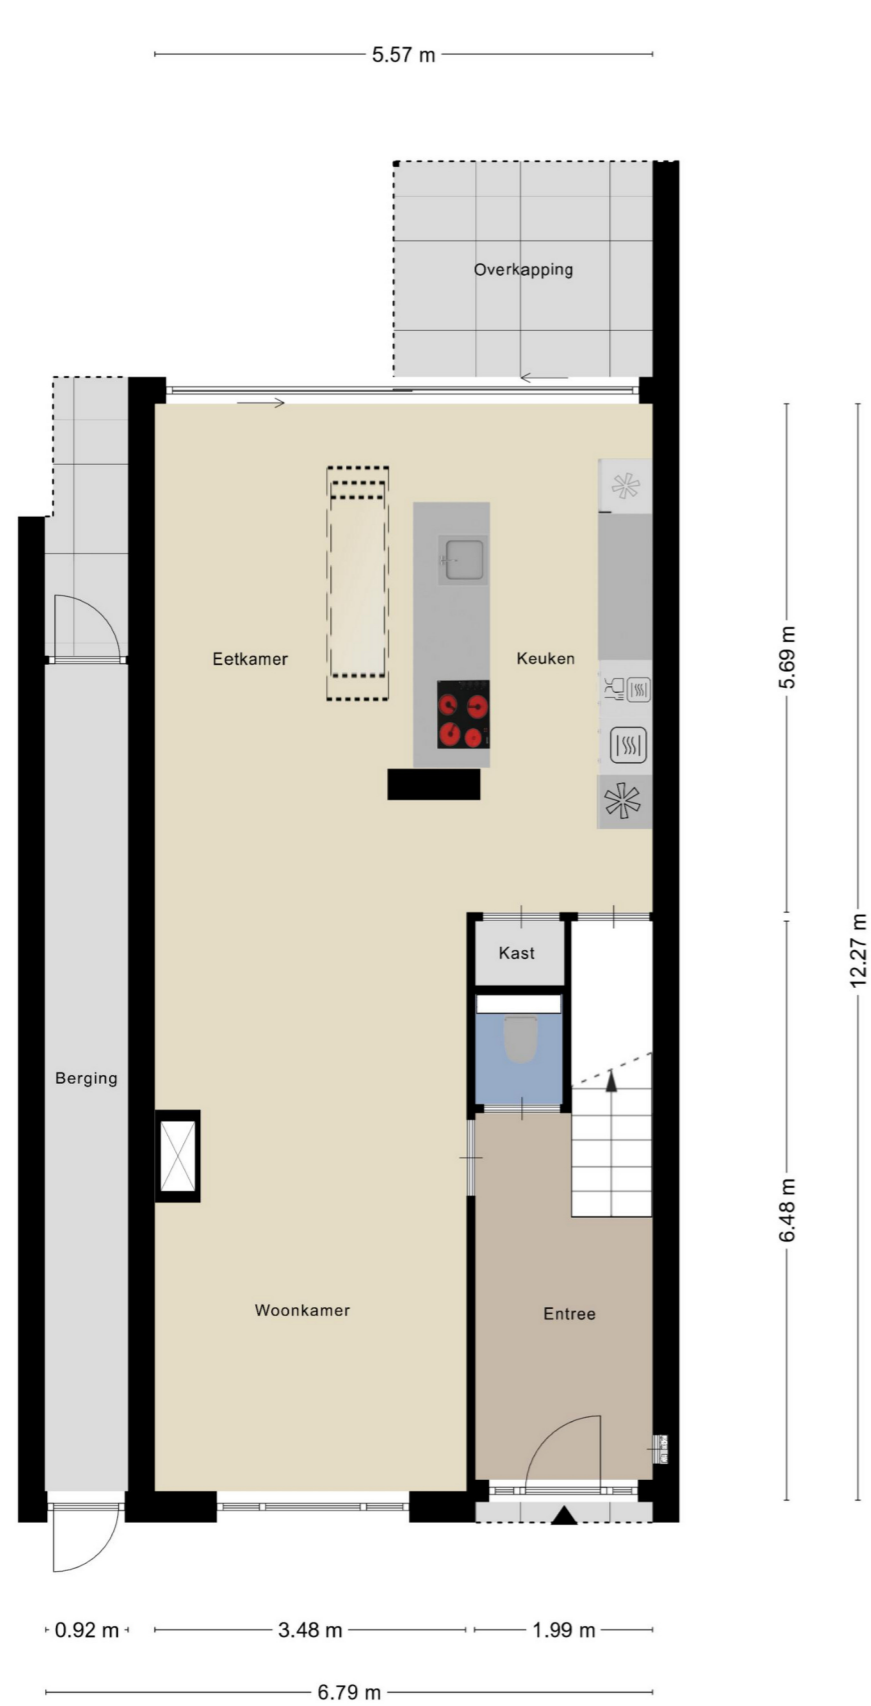 5.57 m
Overkapping
Eetkamer
Keuken
5.69 m
12.27 m
Kast
Berging
6.48 m
Woonkamer
Entree
0.92 m
3.48 m
1.99 m
6.79 m